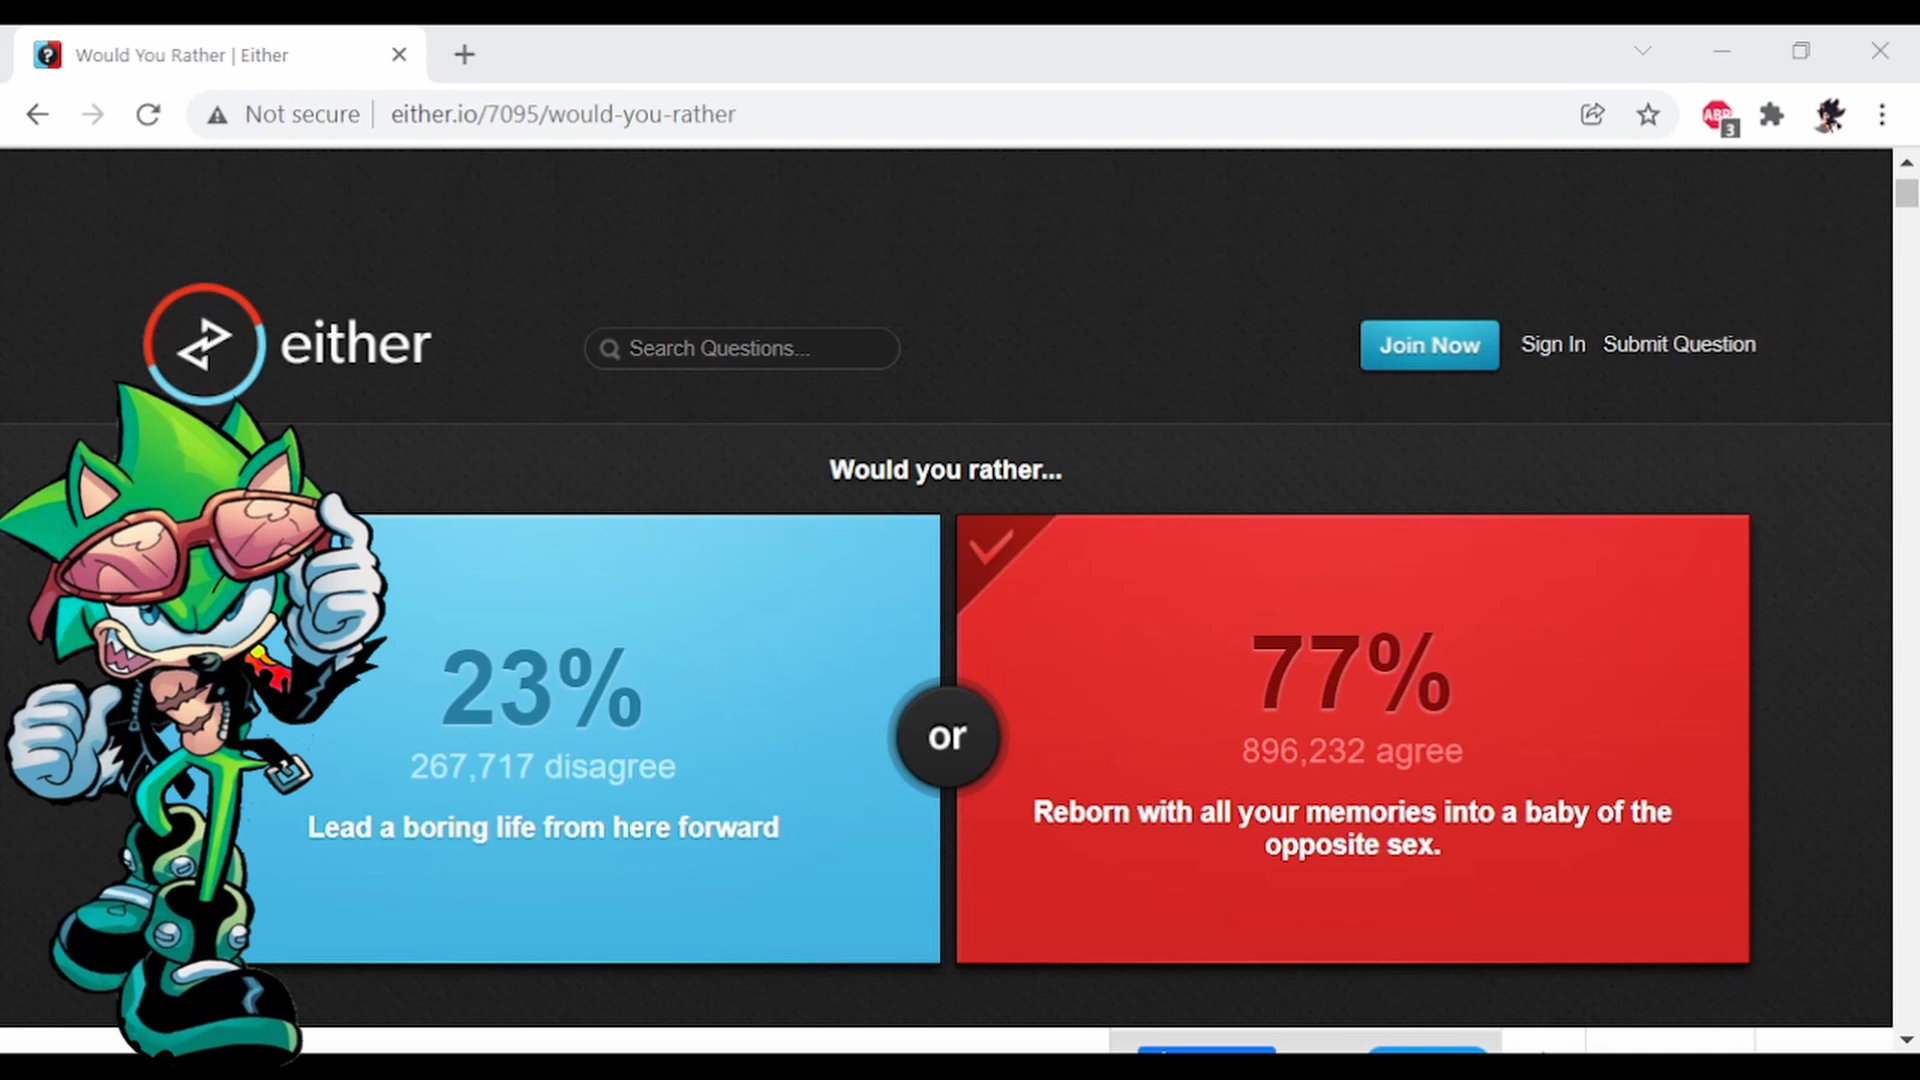 Would You Rather | Either
Not secure
either.io/7095/would-you-rather
ABP
3
either
Search Questions...
Join Now
Sign In
Submit Question
Would you rather...
23%
267,717 disagree
Lead a boring life from here forward
or
77%
896,232 agree
Reborn with all your memories into a baby of the
opposite sex.